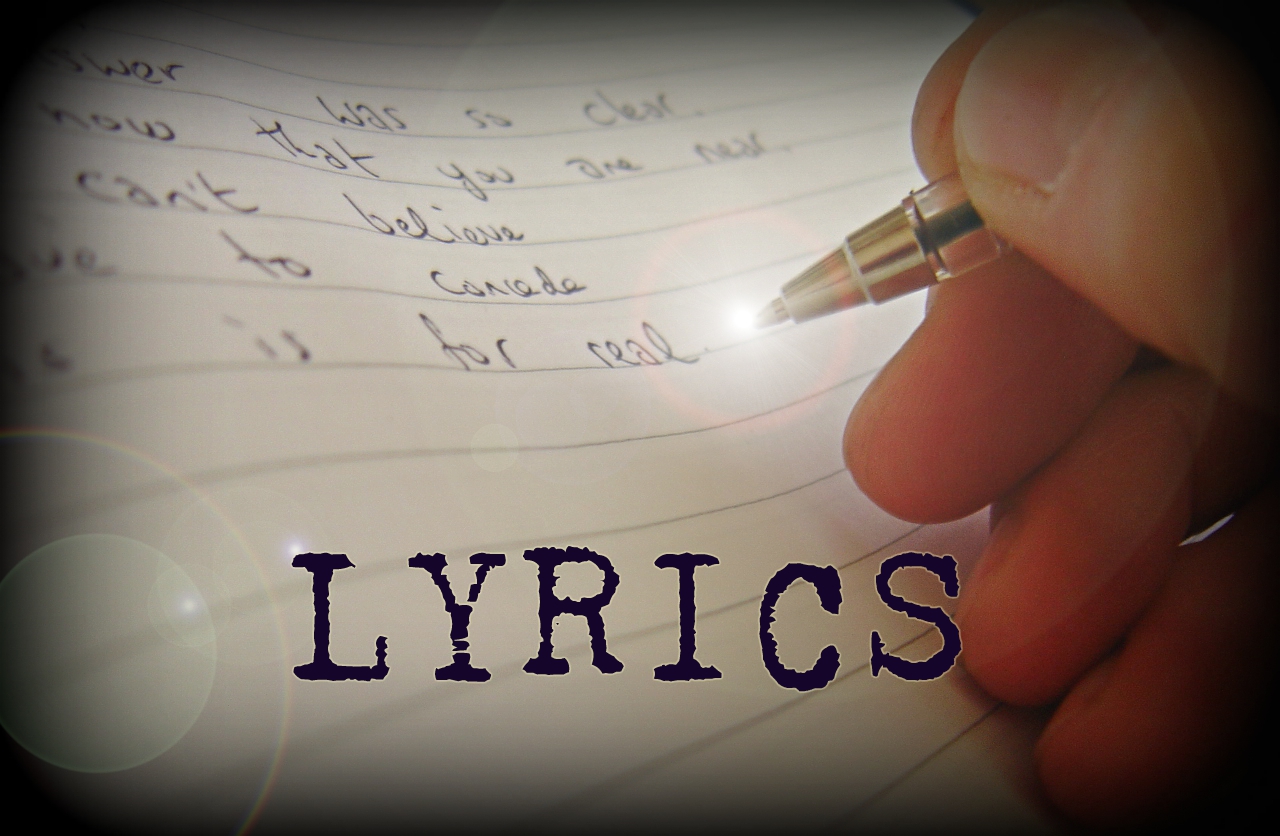 was so clear.
now that you are near.
can't believe
to concede
is for real.
LYRICS